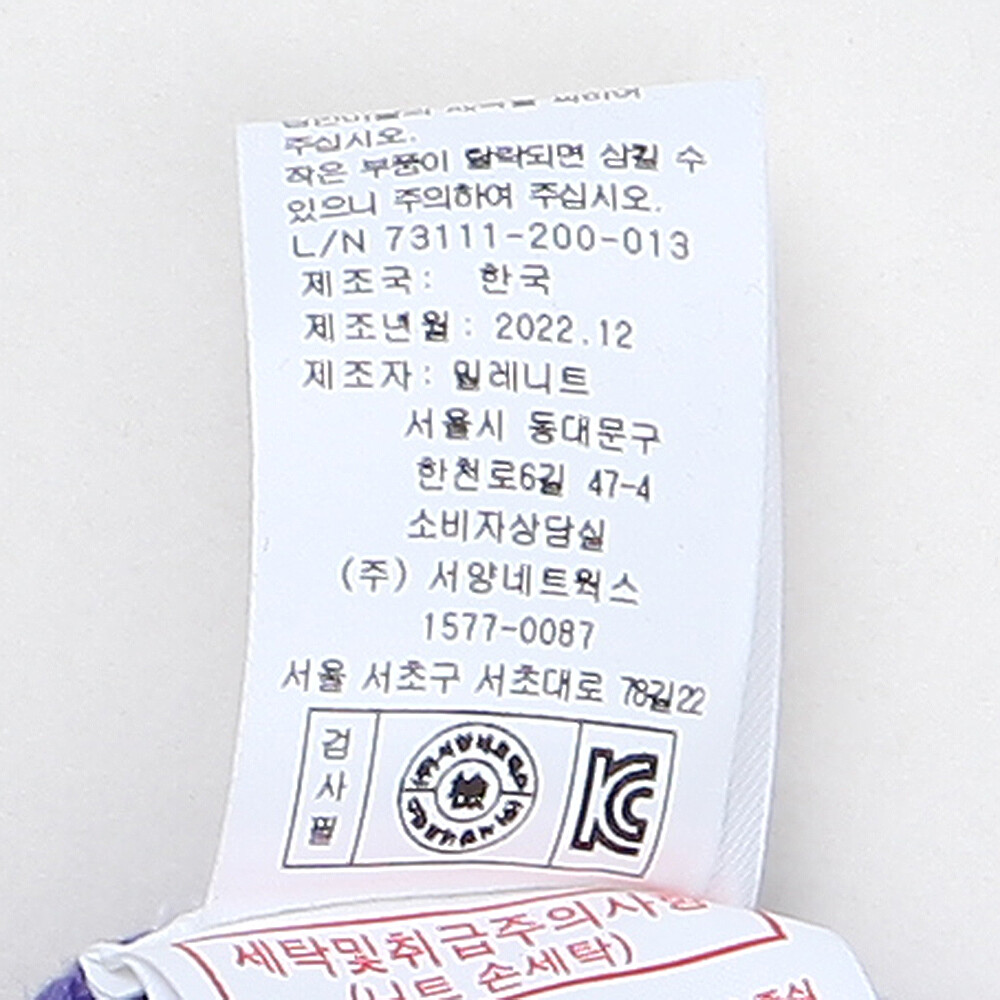 주십시오.
작은 부품이 탈락되면 삼킬 수
있으니 주의하여 주십시오.
L/N 73111-200-013
제조국: 한국
제조년월: 2022.12
제조자: 밀레니트
서울시 동대문구
한천로6길 47-4
소비자상담실
(주) 서양네트웍스
1577-0087
서울 서초구 서초대로 78길22
검
사
필
檢
KC
세탁및취급주의사항
(니트 손세탁)